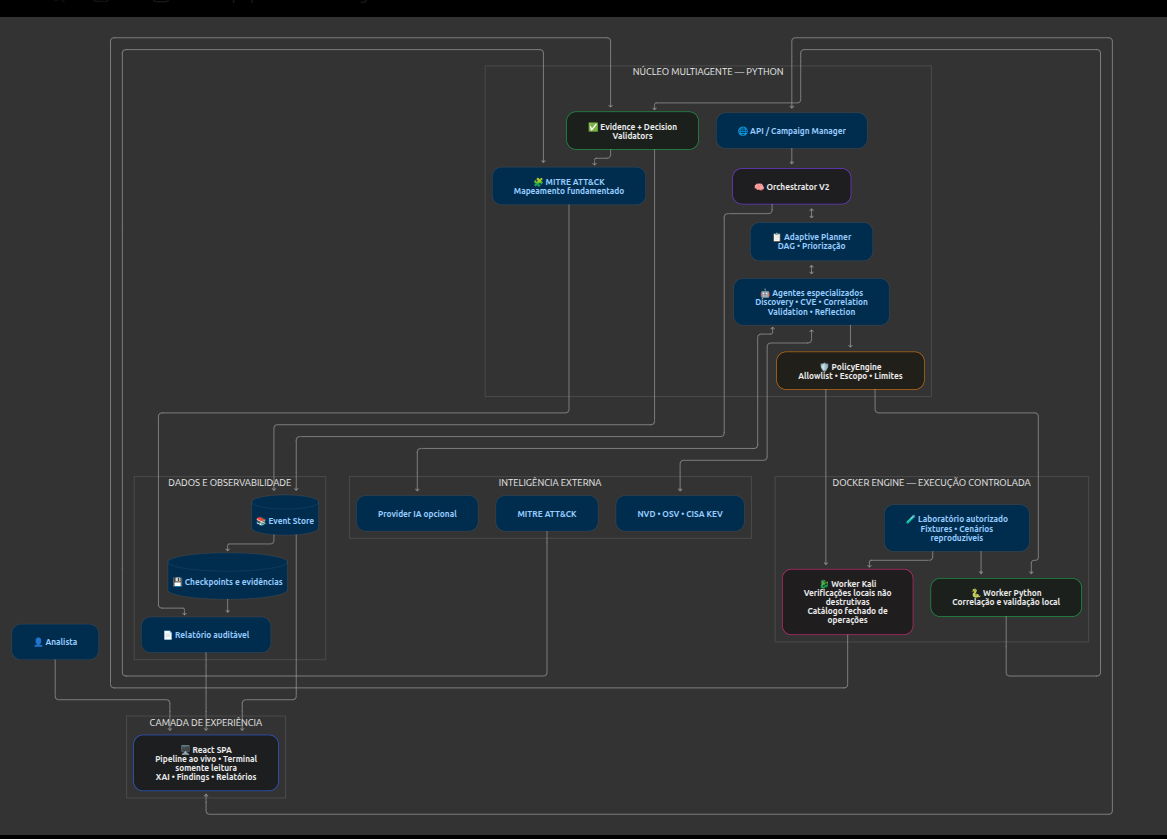 NÚCLEO MULTIAGENTE — PYTHON
✅ Evidence + Decision
Validators
🌐 API / Campaign Manager
🧩 MITRE ATT&CK
Mapeamento fundamentado
🧠 Orchestrator V2
📋 Adaptive Planner
DAG • Priorização
🤖 Agentes especializados
Discovery • CVE • Correlation
Validation • Reflection
🛡️ PolicyEngine
Allowlist • Escopo • Limites
DADOS E OBSERVABILIDADE
📚 Event Store
💾 Checkpoints e evidências
📄 Relatório auditável
INTELIGÊNCIA EXTERNA
Provider IA opcional
MITRE ATT&CK
NVD • OSV • CISA KEV
DOCKER ENGINE — EXECUÇÃO CONTROLADA
🧪 Laboratório autorizado
Fixtures • Cenários
reproduzíveis
🐉 Worker Kali
Verificações locais não
destrutivas
Catálogo fechado de
operações
🐍 Worker Python
Correlação e validação local
👤 Analista
CAMADA DE EXPERIÊNCIA
🖥️ React SPA
Pipeline ao vivo • Terminal
somente leitura
XAI • Findings • Relatórios